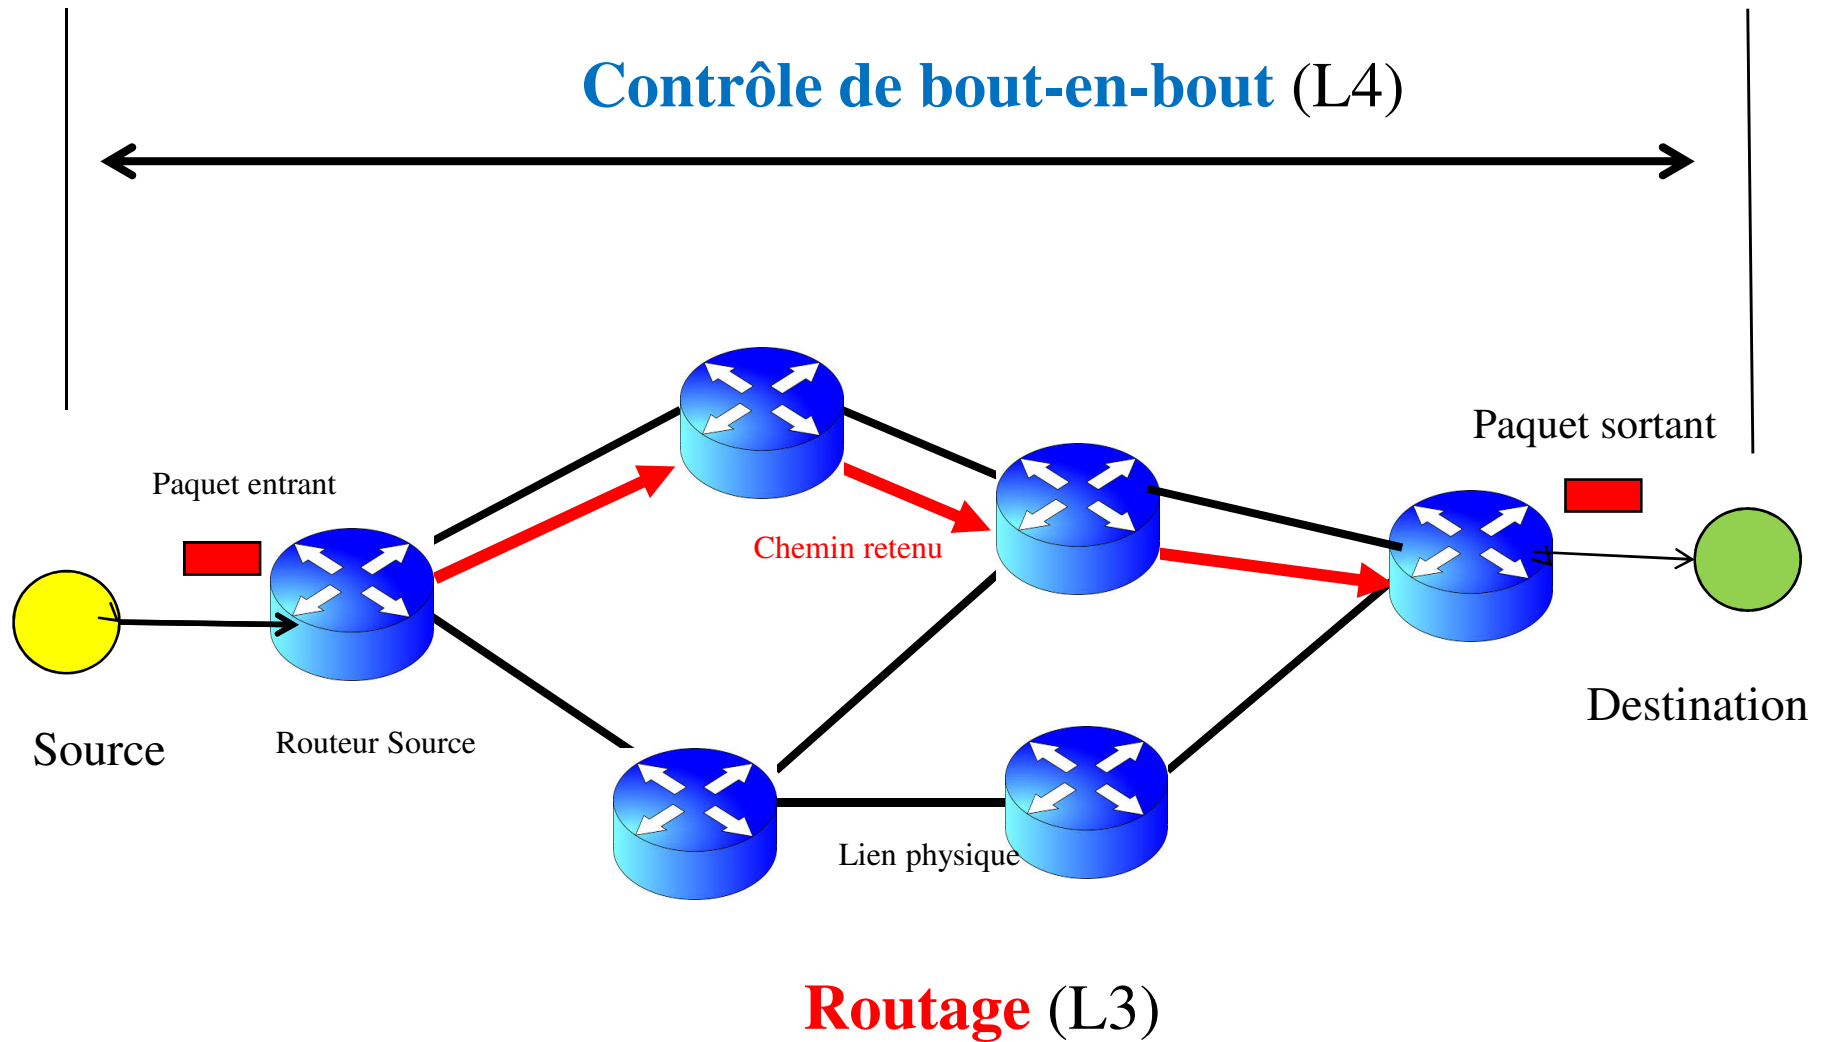 Contrôle de bout-en-bout (L4)
Paquet sortant
Paquet entrant
Chemin retenu
Destination
Source
Routeur Source
Lien physique
Routage (L3)